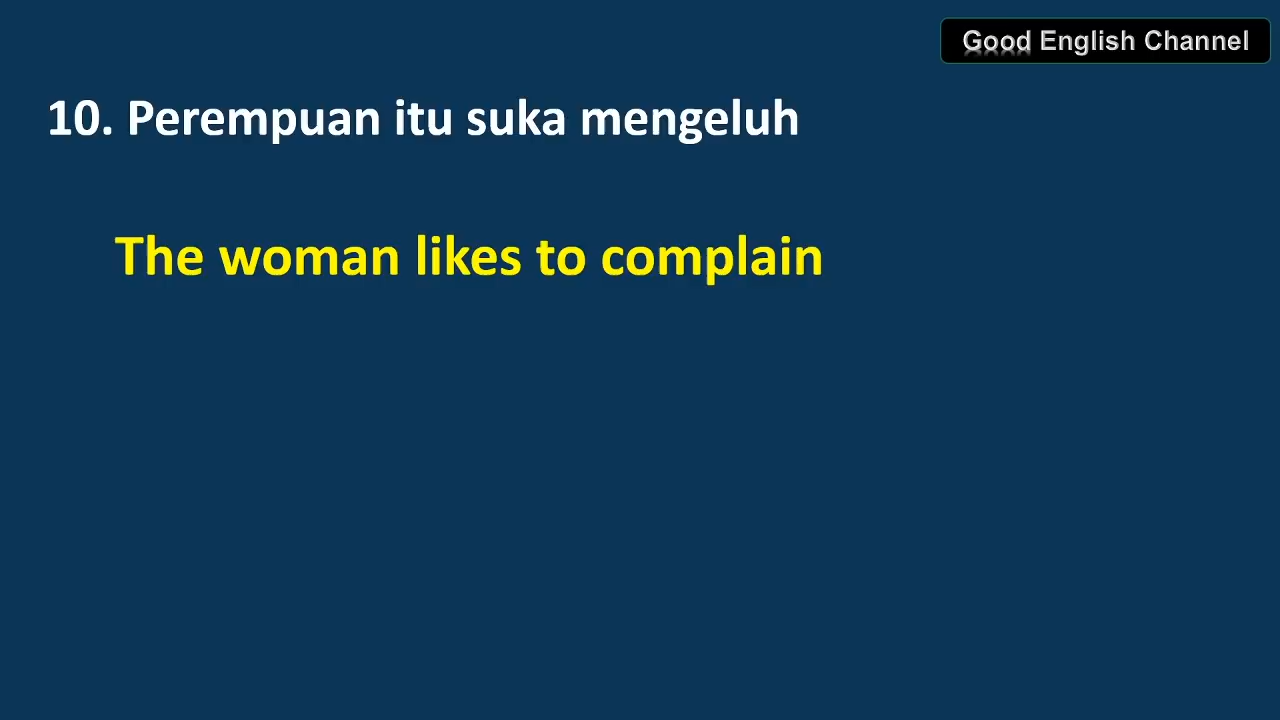 Good English Channel
10. Perempuan itu suka mengeluh
The woman likes to complain